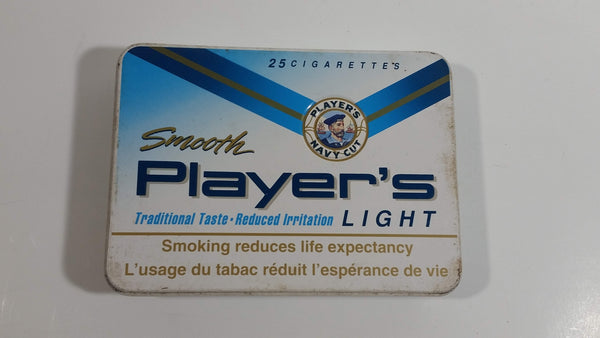 25 CIGARETTES
PLAYER'S
NAVY CUT
Smooth
Player's
Traditional Taste • Reduced Irritation LIGHT
Smoking reduces life expectancy
L'usage du tabac réduit l'espérance de vie